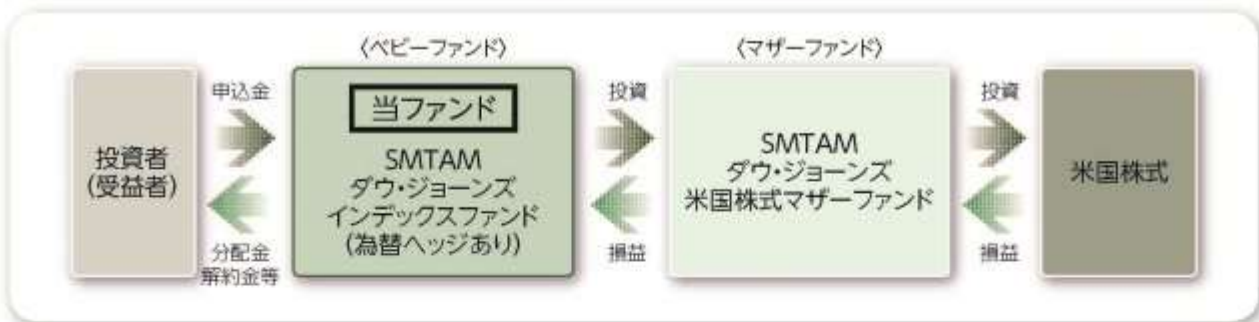 〈ベビーファンド〉
〈マザーファンド〉
投資者
(受益者)
申込金
分配金
解約金等
当ファンド
SMTAM
ダウ・ジョーンズ
インデックスファンド
(為替ヘッジあり)
投資
損益
SMTAM
ダウ・ジョーンズ
米国株式マザーファンド
投資
損益
米国株式